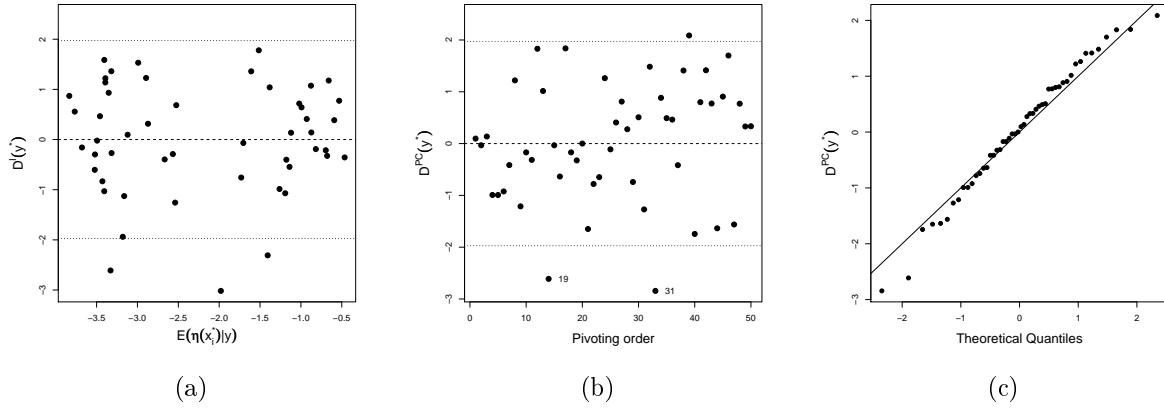 2
1
0
−1
−2
−3
D^I(y*)
−3.5 −3.0 −2.5 −2.0 −1.5 −1.0 −0.5
E(η(x_i*)|y)
(a)
2
1
0
−1
−2
−3
D^PC(y*)
19
31
0 10 20 30 40 50
Pivoting order
(b)
2
1
0
−1
−2
−3
D^PC(y*)
−2 −1 0 1 2
Theoretical Quantiles
(c)